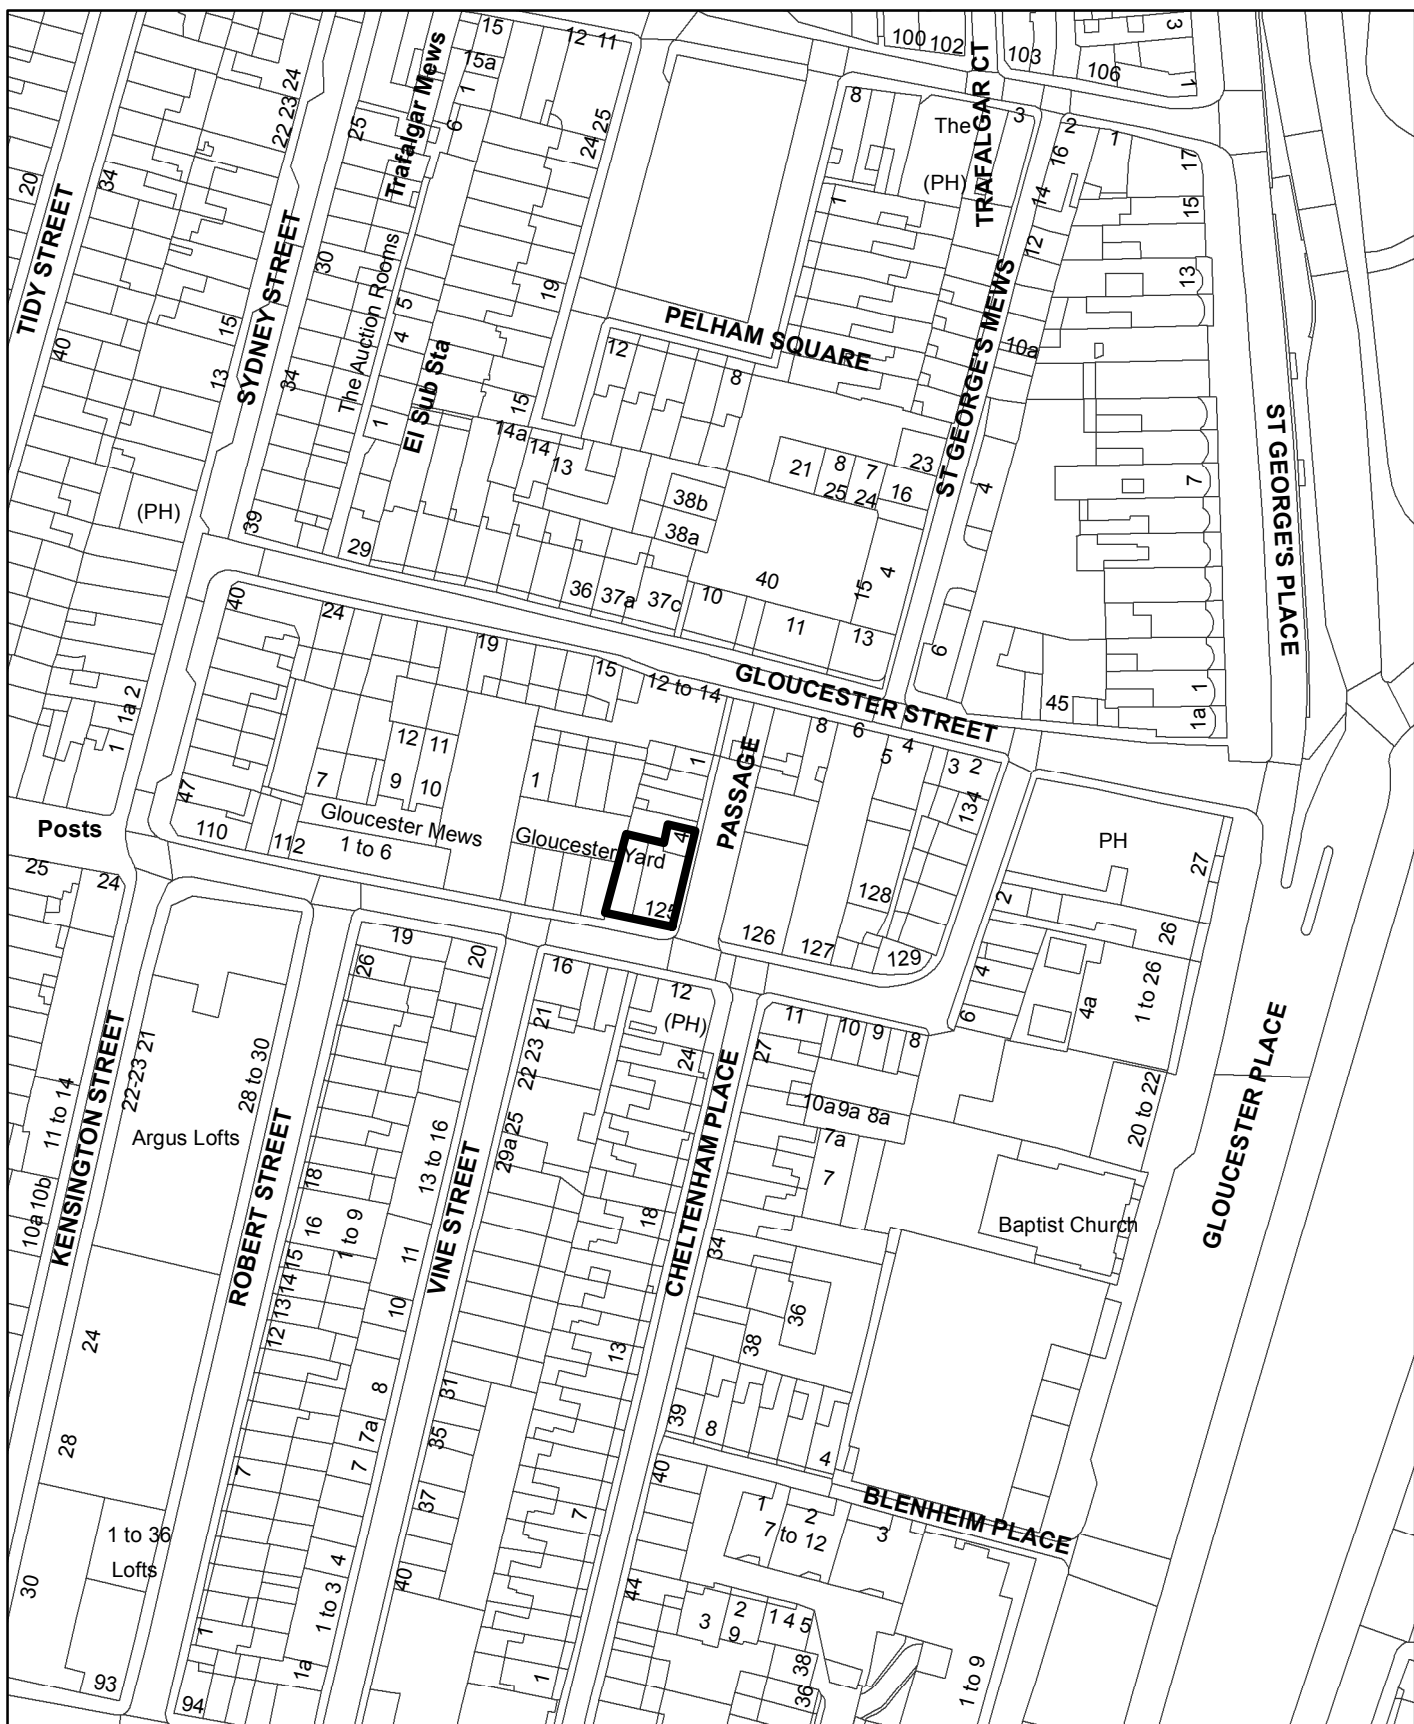 15
12
11
100
102
103
3
106
1
15a
1
6
24
22 23
25
Trafalgar Mews
24 25
8
The
(PH)
TRAFALGAR CT
3
2
1
16
14
12
17
15
13
20
34
TIDY STREET
SYDNEY STREET
30
The Auction Rooms
5
4
19
1
ST GEORGE'S MEWS
10a
40
15
13
34
1
El Sub Sta
15
12
PELHAM SQUARE
8
14a
14
13
38b
38a
21
8
7
25
24
23
16
4
7
ST GEORGE'S PLACE
(PH)
39
29
36
37a
37c
10
40
11
15
4
13
6
40
24
19
15
12 to 14
GLOUCESTER STREET
45
1a 1
1a 2
1
47
110
112
7
12
11
9
10
Gloucester Mews
1 to 6
1
Gloucester Yard
1
4
PASSAGE
8
6
5
4
3
2
134
128
125
126
127
129
PH
27
2
26
4
6
4a
1 to 26
Posts
25
24
19
20
26
16
12
(PH)
24
21
22 23
29a 25
11
10
9
8
27
10a 9a 8a
7a
7
20 to 22
GLOUCESTER PLACE
Baptist Church
KENSINGTON STREET
22-23 21
28 to 30
Argus Lofts
11 to 14
10a 10b
ROBERT STREET
18
16
15
14
13
12
1 to 9
13 to 16
11
10
VINE STREET
CHELTENHAM PLACE
18
34
36
38
13
24
28
8
7a
7
7
31
35
37
39
8
4
40
BLENHEIM PLACE
1
2
7 to 12
3
7
1 to 36
Lofts
30
4
1 to 3
40
44
3
2
9
1 4 5
38
36
1 to 9
1
1a
1
93
94